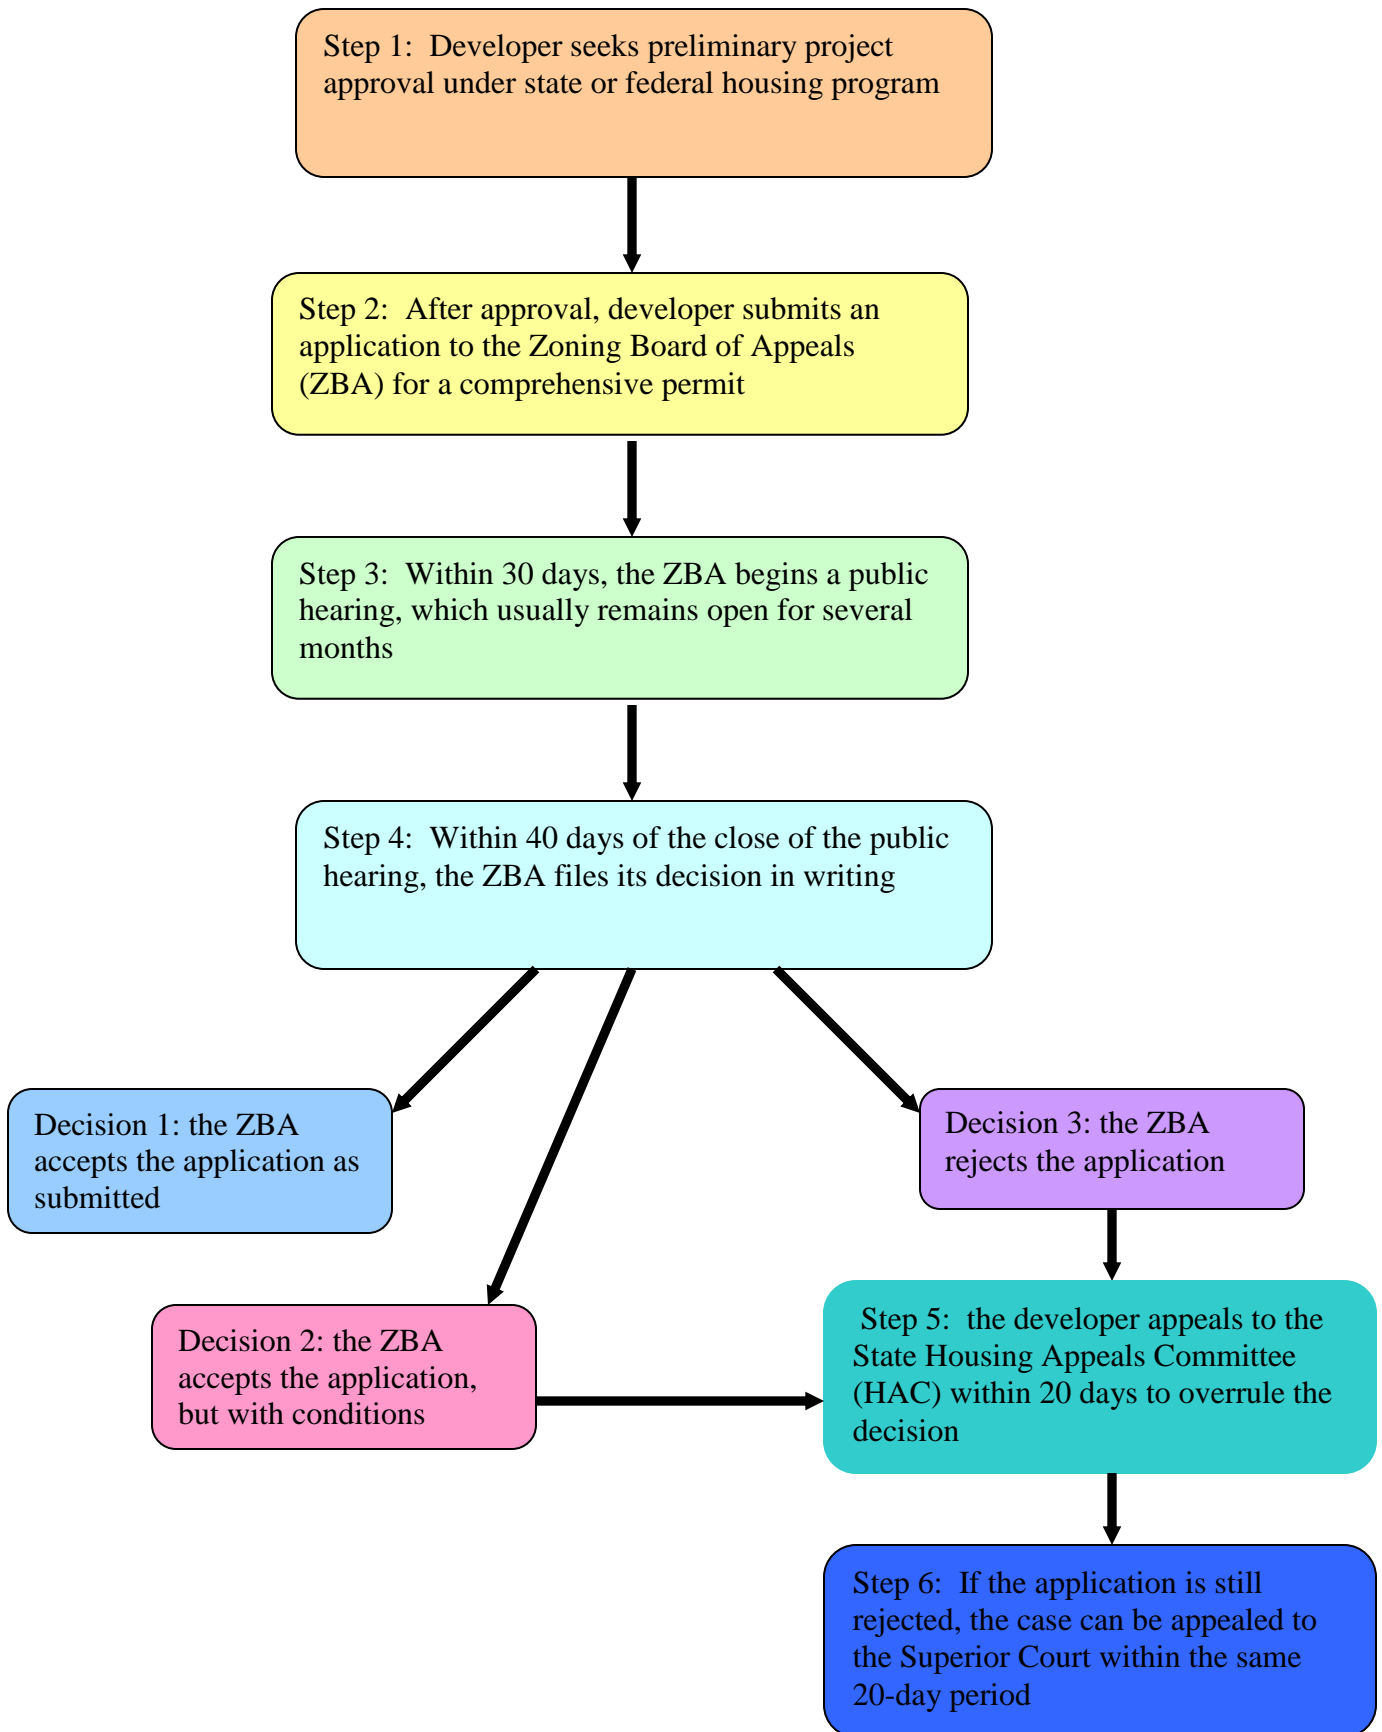 Step 1:  Developer seeks preliminary project
approval under state or federal housing program
Step 2:  After approval, developer submits an
application to the Zoning Board of Appeals
(ZBA) for a comprehensive permit
Step 3:  Within 30 days, the ZBA begins a public
hearing, which usually remains open for several
months
Step 4:  Within 40 days of the close of the public
hearing, the ZBA files its decision in writing
Decision 1: the ZBA
accepts the application as
submitted
Decision 3: the ZBA
rejects the application
Decision 2: the ZBA
accepts the application,
but with conditions
Step 5:  the developer appeals to the
State Housing Appeals Committee
(HAC) within 20 days to overrule the
decision
Step 6:  If the application is still
rejected, the case can be appealed to
the Superior Court within the same
20-day period